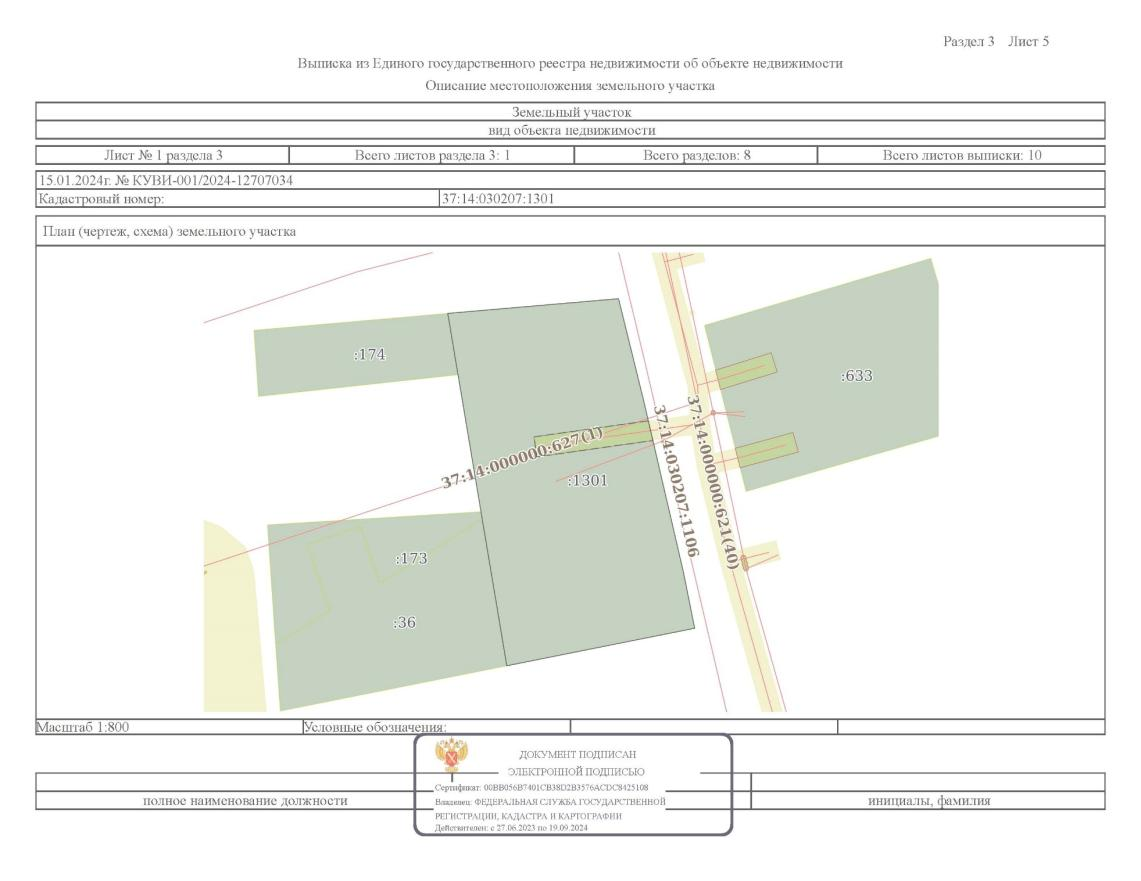 Раздел 3 Лист 5
Выписка из Единого государственного реестра недвижимости об объекте недвижимости
Описание местоположения земельного участка
Земельный участок
вид объекта недвижимости
Лист № 1 раздела 3
Всего листов раздела 3: 1
Всего разделов: 8
Всего листов выписки: 10
15.01.2024г. № КУВИ-001/2024-12707034
Кадастровый номер:
37:14:030207:1301
План (чертеж, схема) земельного участка
:174
:633
37:14:000000:627(1)
37:14:030207:1106
37:14:000000:621(40)
:1301
:173
:36
Масштаб 1:800
Условные обозначения:
ДОКУМЕНТ ПОДПИСАН
ЭЛЕКТРОННОЙ ПОДПИСЬЮ
Сертификат: 00BB056B7401CB38D2B3576ACDC8425108
Владелец: ФЕДЕРАЛЬНАЯ СЛУЖБА ГОСУДАРСТВЕННОЙ
РЕГИСТРАЦИИ, КАДАСТРА И КАРТОГРАФИИ
Действителен: с 27.06.2023 по 19.09.2024
полное наименование должности
инициалы, фамилия